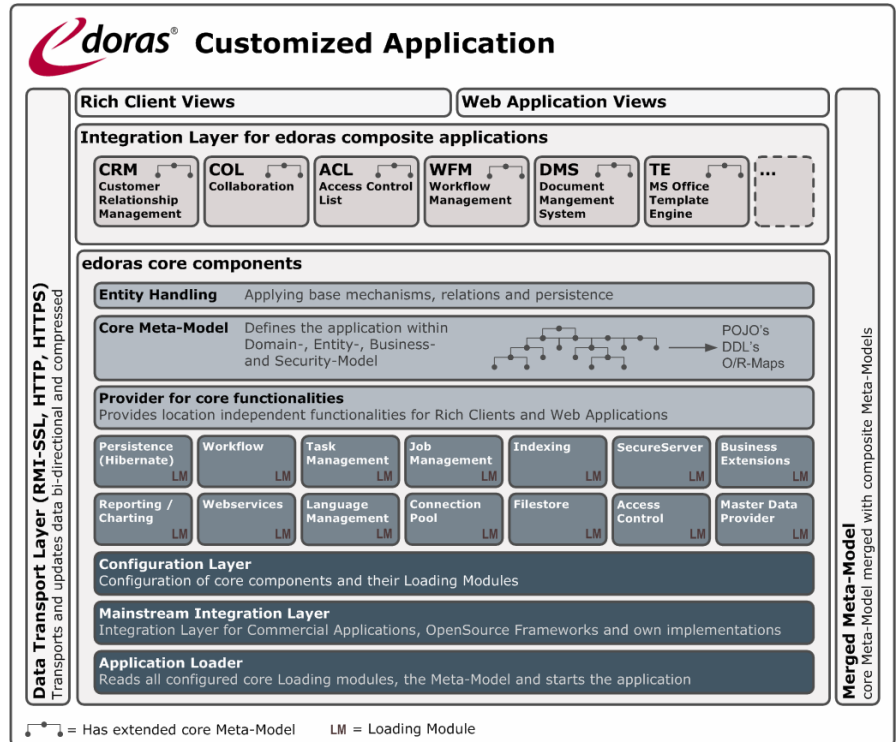 edoras® Customized Application
Rich Client Views
Web Application Views
Integration Layer for edoras composite applications
CRM
Customer
Relationship
Management
COL
Collaboration
ACL
Access Control
List
WFM
Workflow
Management
DMS
Document
Mangement
System
TE
MS Office
Template
Engine
...
edoras core components
Entity Handling Applying base mechanisms, relations and persistence
Core Meta-Model Defines the application within
Domain-, Entity-, Business-
and Security-Model
POJO's
DDL's
O/R-Maps
Provider for core functionalities
Provides location independent functionalities for Rich Clients and Web Applications
Persistence
(Hibernate)
LM
Workflow
LM
Task
Management
LM
Job
Management
LM
Indexing
LM
SecureServer
LM
Business
Extensions
LM
Reporting /
Charting
LM
Webservices
LM
Language
Management
LM
Connection
Pool
LM
Filestore
LM
Access
Control
LM
Master Data
Provider
LM
Configuration Layer
Configuration of core components and their Loading Modules
Mainstream Integration Layer
Integration Layer for Commercial Applications, OpenSource Frameworks and own implementations
Application Loader
Reads all configured core Loading modules, the Meta-Model and starts the application
Data Transport Layer (RMI-SSL, HTTP, HTTPS)
Transports and updates data bi-directional and compressed
Merged Meta-Model
core Meta-Model merged with composite Meta-Models
= Has extended core Meta-Model
LM = Loading Module